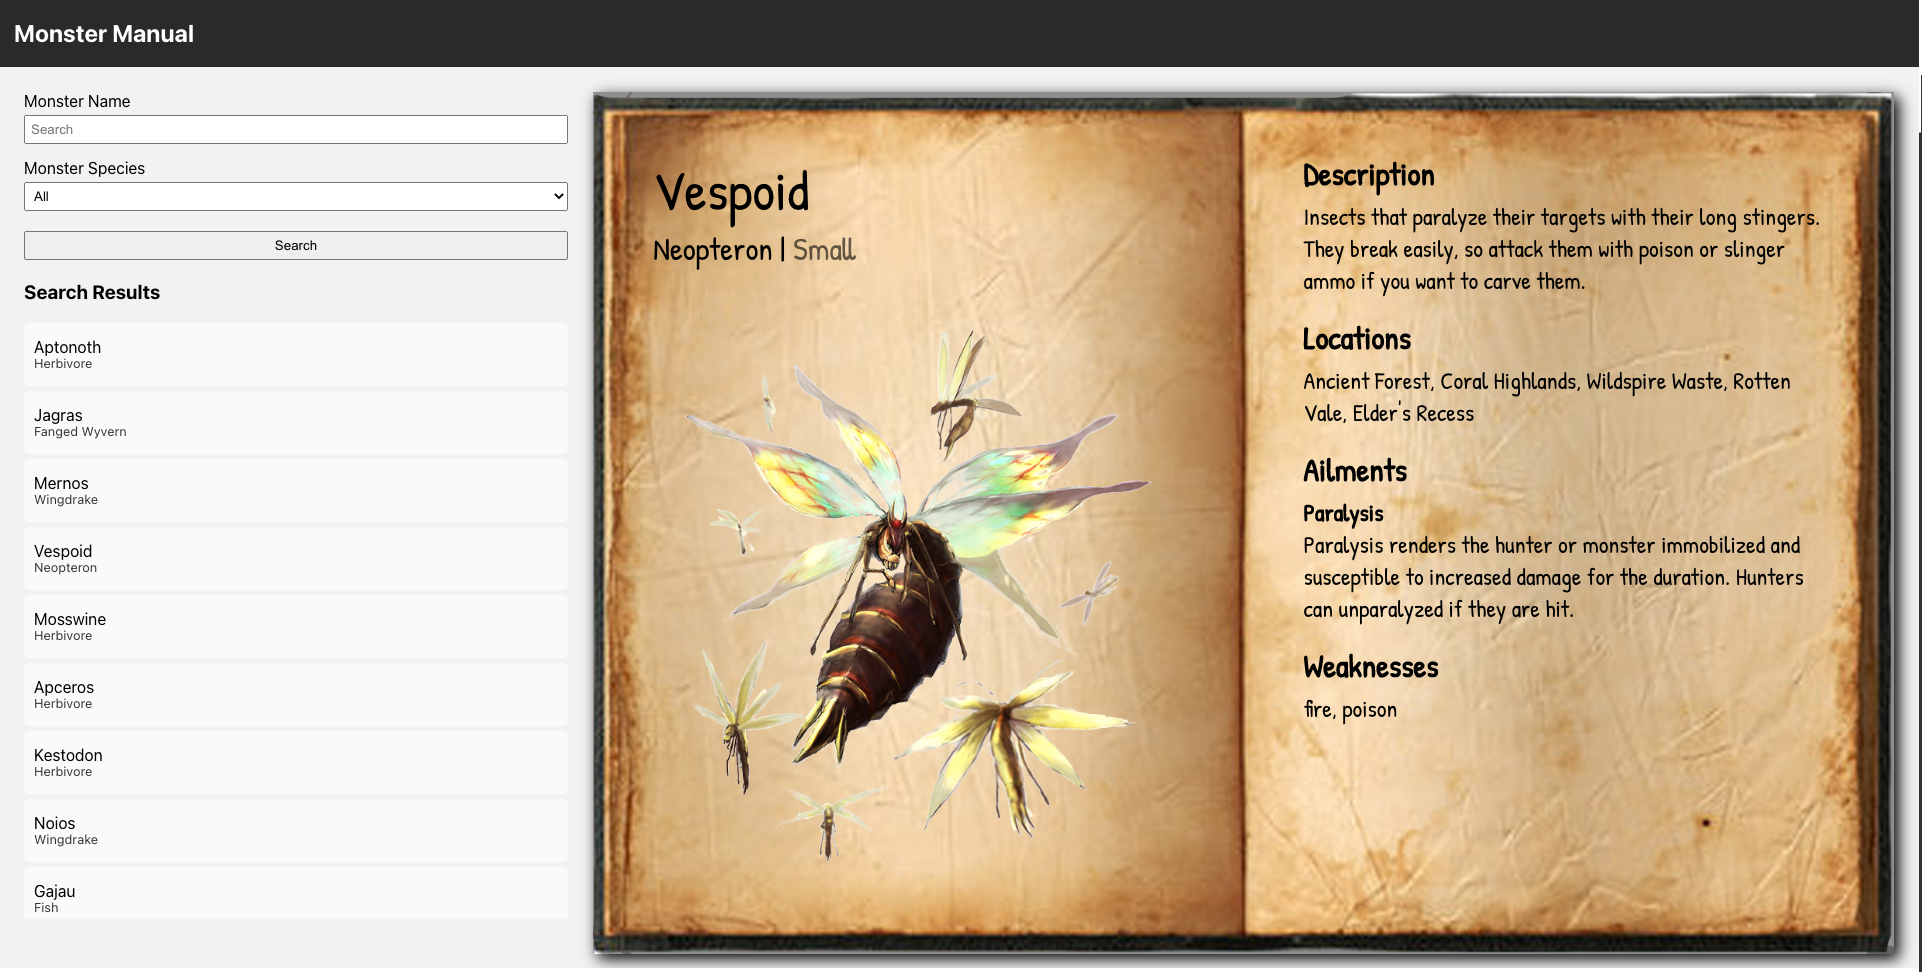 Monster Manual
Monster Name
Search
Monster Species
All
Search
Search Results
Aptonoth
Herbivore
Jagras
Fanged Wyvern
Mernos
Wingdrake
Vespoid
Neopteron
Mosswine
Herbivore
Apceros
Herbivore
Kestodon
Herbivore
Noios
Wingdrake
Gajau
Fish
Vespoid
Neopteron | Small
Description
Insects that paralyze their targets with their long stingers.
They break easily, so attack them with poison or slinger
ammo if you want to carve them.
Locations
Ancient Forest, Coral Highlands, Wildspire Waste, Rotten
Vale, Elder's Recess
Ailments
Paralysis
Paralysis renders the hunter or monster immobilized and
susceptible to increased damage for the duration. Hunters
can unparalyzed if they are hit.
Weaknesses
fire, poison